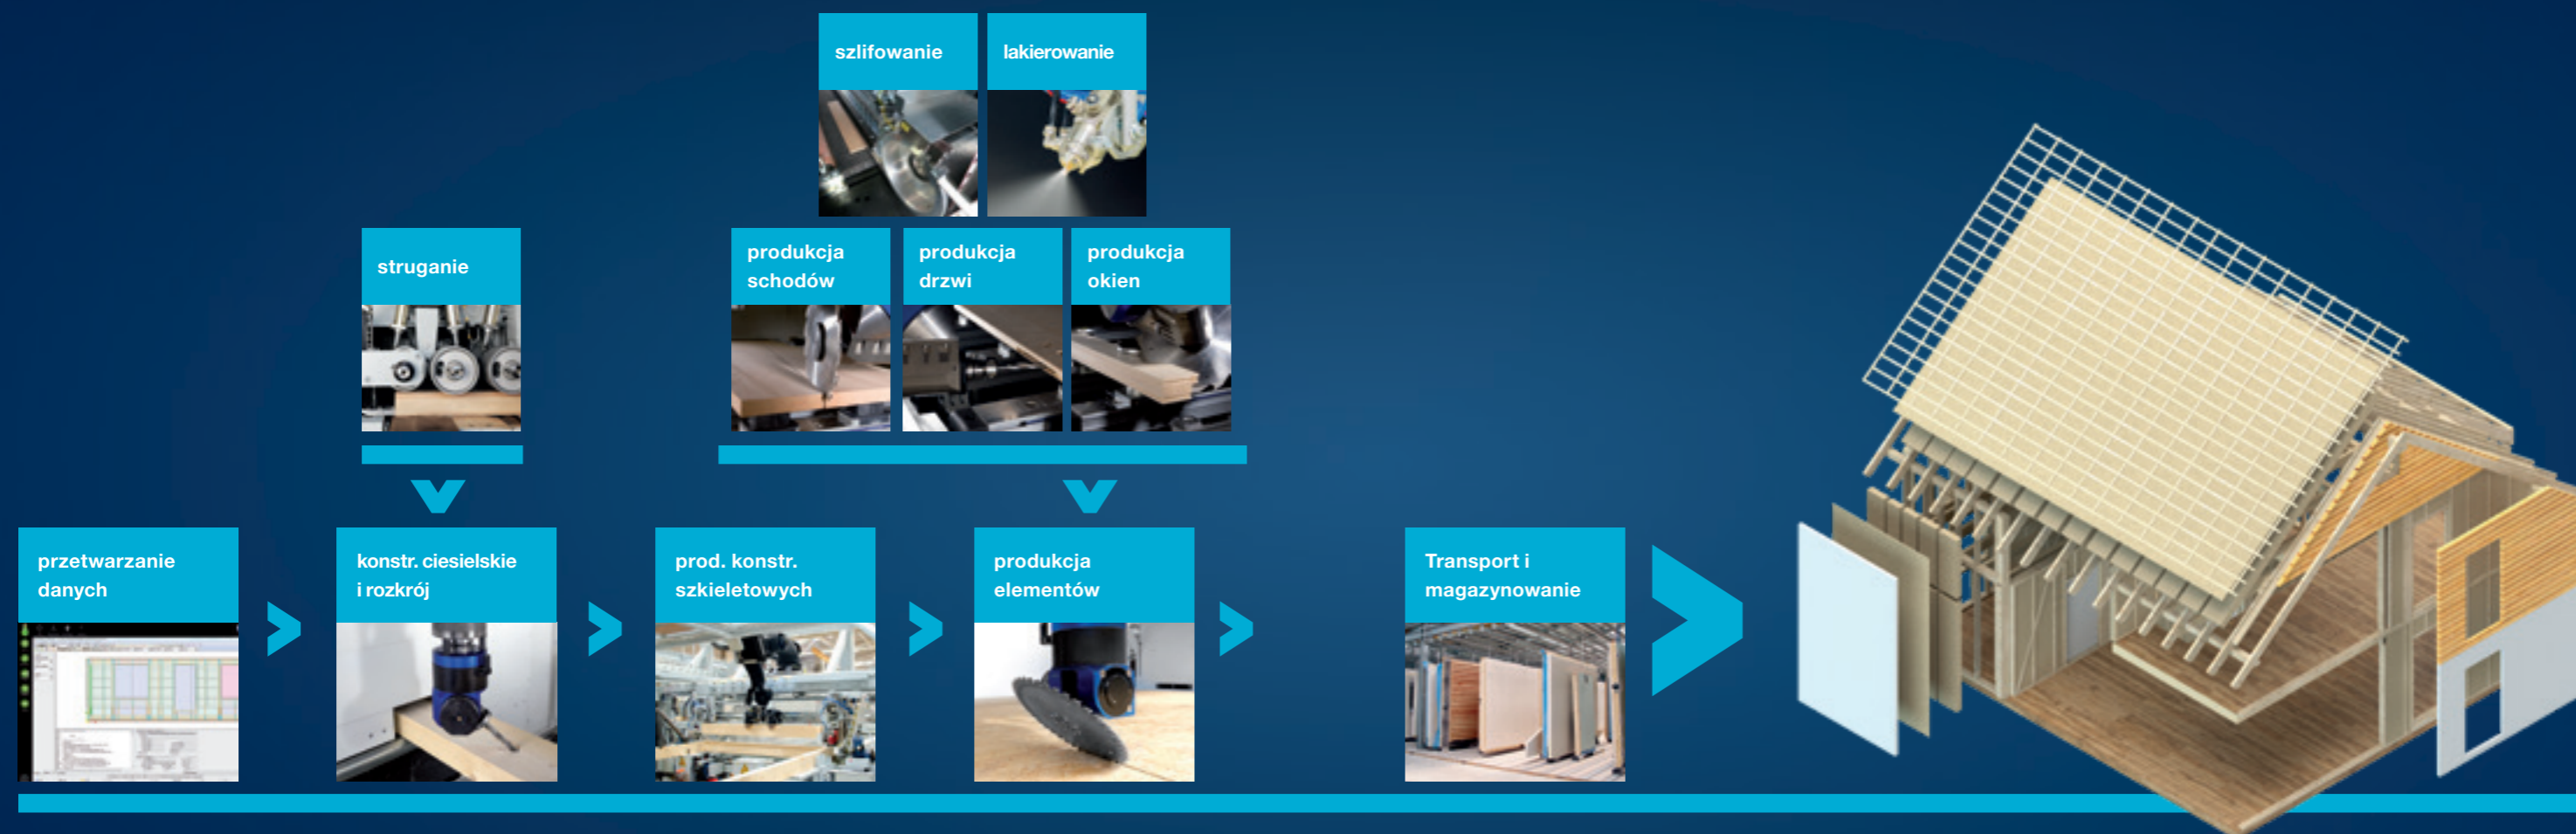 szlifowanie
lakierowanie
struganie
produkcja
schodów
produkcja
drzwi
produkcja
okien
przetwarzanie
danych
konstr. ciesielskie
i rozkrój
prod. konstr.
szkieletowych
produkcja
elementów
Transport i
magazynowanie